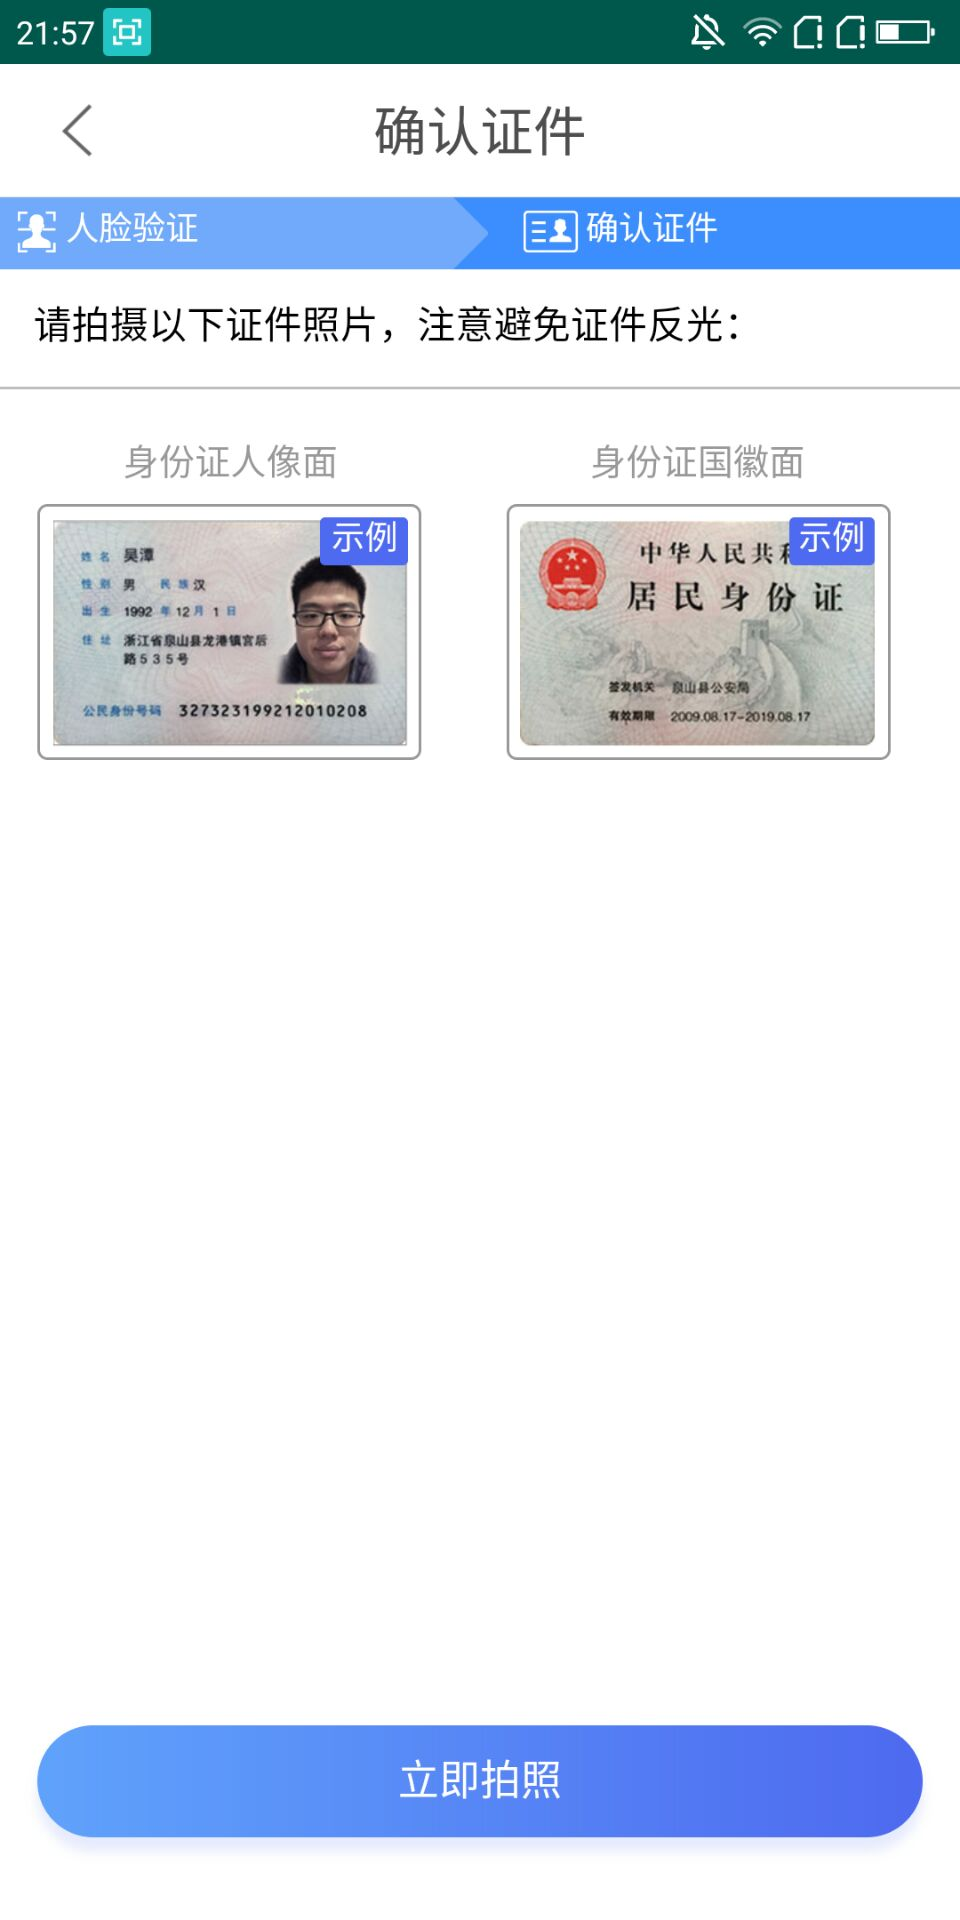 21:57
确认证件
人脸验证
确认证件
请拍摄以下证件照片，注意避免证件反光：
身份证人像面
身份证国徽面
示例
姓名 吴潭
性别 男 民族 汉
出生 1992 年 12 月 1 日
住址 浙江省泉山县龙港镇宫后
路535号
公民身份号码 327323199212010208
示例
中华人民共和
居民身份证
签发机关 泉山县公安局
有效期限 2009.08.17-2019.08.17
立即拍照